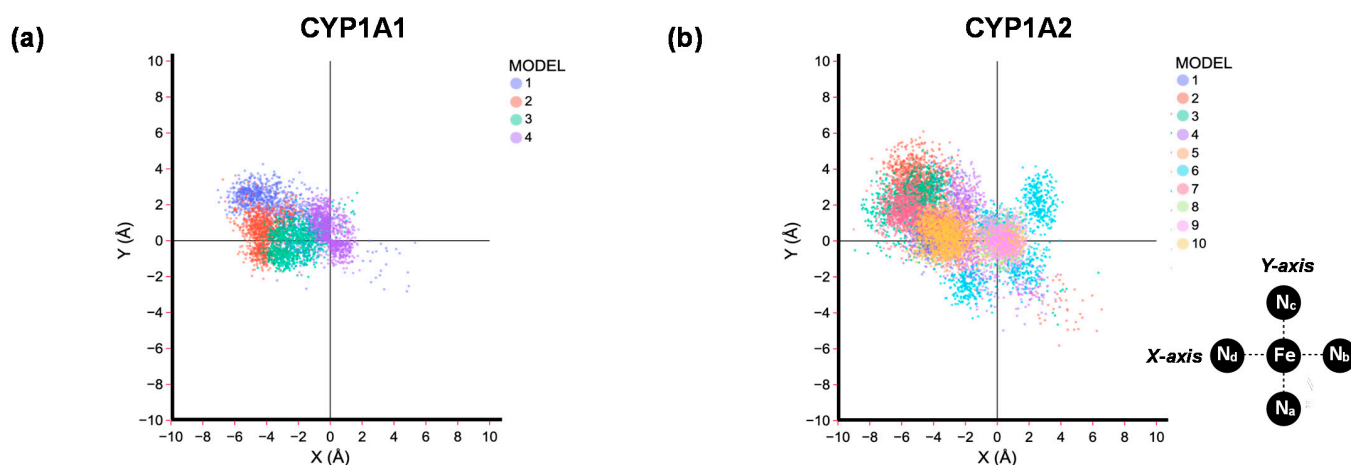 (a)
CYP1A1
MODEL
1
2
3
4
10
8
6
4
2
0
−2
−4
−6
−8
−10
Y (Å)
−10 −8 −6 −4 −2 0 2 4 6 8 10
X (Å)
(b)
CYP1A2
MODEL
1
2
3
4
5
6
7
8
9
10
10
8
6
4
2
0
−2
−4
−6
−8
−10
Y (Å)
−10 −8 −6 −4 −2 0 2 4 6 8 10
X (Å)
Y-axis
Nc
X-axis Nd Fe Nb
Na